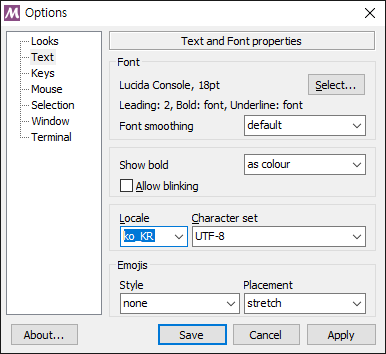 Options
Looks
Text
Keys
Mouse
Selection
Window
Terminal
Text and Font properties
Font
Lucida Console, 18pt
Select...
Leading: 2, Bold: font, Underline: font
Font smoothing
default
Show bold
as colour
Allow blinking
Locale
Character set
ko_KR
UTF-8
Emojis
Style
Placement
none
stretch
About...
Save
Cancel
Apply